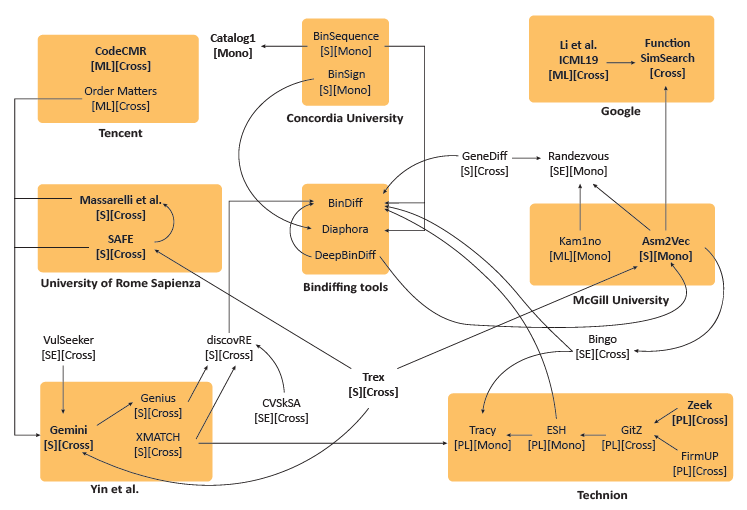 CodeCMR
[ML][Cross]
Order Matters
[ML][Cross]
Tencent
Catalog1
[Mono]
BinSequence
[S][Mono]
BinSign
[S][Mono]
Concordia University
Li et al.
ICML19
[ML][Cross]
Function
SimSearch
[Cross]
Google
GeneDiff
[S][Cross]
Randezvous
[SE][Mono]
Massarelli et al.
[S][Cross]
SAFE
[S][Cross]
University of Rome Sapienza
BinDiff
Diaphora
DeepBinDiff
Bindiffing tools
Kam1no
[ML][Mono]
Asm2Vec
[S][Mono]
McGill University
VulSeeker
[SE][Cross]
discovRE
[S][Cross]
Bingo
[SE][Cross]
Trex
[S][Cross]
CVSkSA
[SE][Cross]
Genius
[S][Cross]
Gemini
[S][Cross]
XMATCH
[S][Cross]
Yin et al.
Tracy
[PL][Mono]
ESH
[PL][Mono]
GitZ
[PL][Cross]
Zeek
[PL][Cross]
FirmUP
[PL][Cross]
Technion